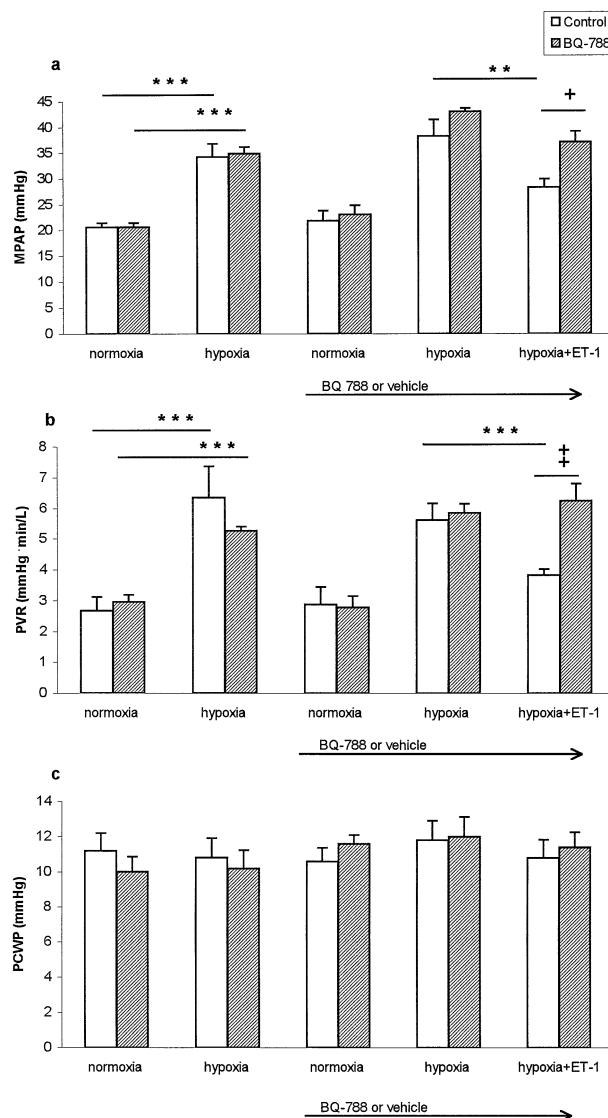 Control
BQ-788
a
*** 
***
**
+
45
40
35
30
25
20
15
10
5
0
MPAP (mmHg)
normoxia hypoxia normoxia hypoxia hypoxia+ET-1
BQ 788 or vehicle
b
***
***
***
‡
8
7
6
5
4
3
2
1
0
PVR (mmHg·min/L)
normoxia hypoxia normoxia hypoxia hypoxia+ET-1
BQ-788 or vehicle
c
14
12
10
8
6
4
2
0
PCWP (mmHg)
normoxia hypoxia normoxia hypoxia hypoxia+ET-1
BQ-788 or vehicle